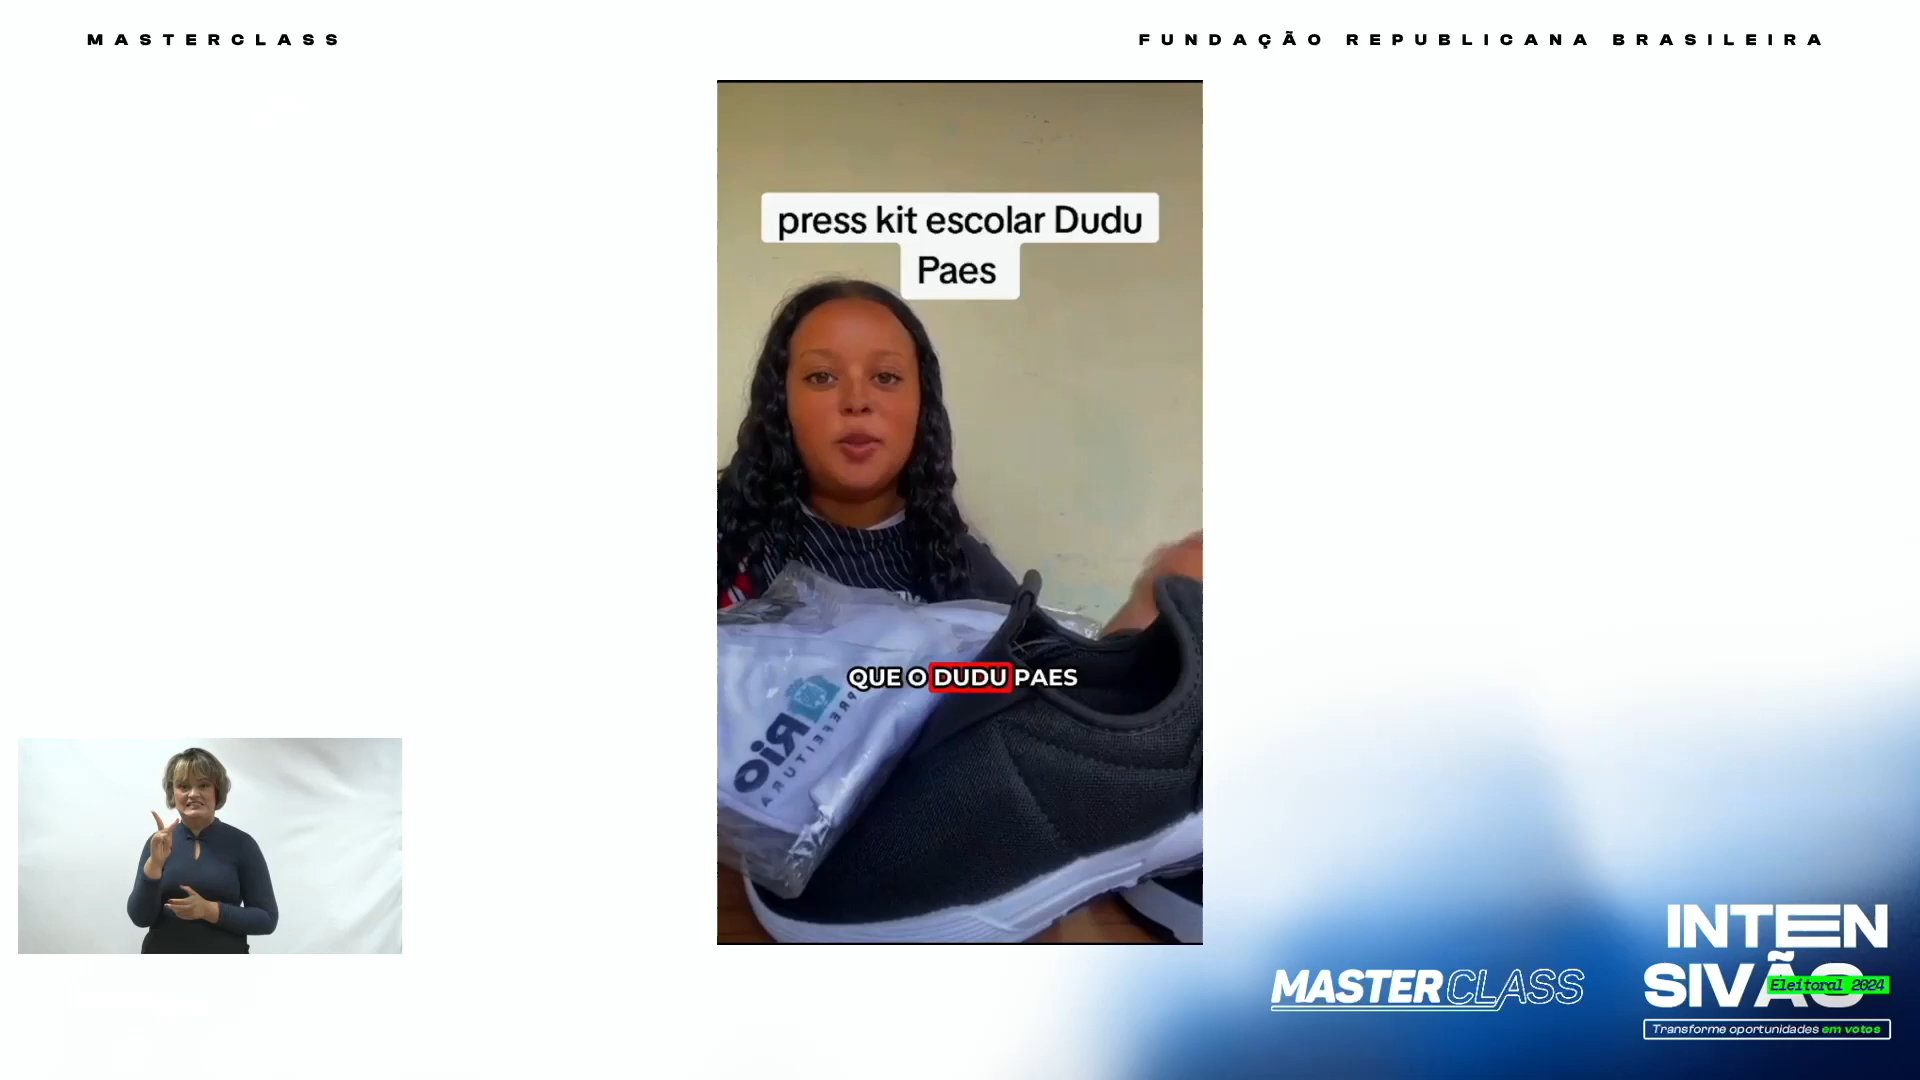 MASTERCLASS
FUNDAÇÃO REPUBLICANA BRASILEIRA
press kit escolar Dudu
Paes
QUE O DUDU PAES
Rio
PREFEITURA
MASTERCLASS
INTEN
SIVÃO
Eleitoral 2024
Transforme oportunidades em votos